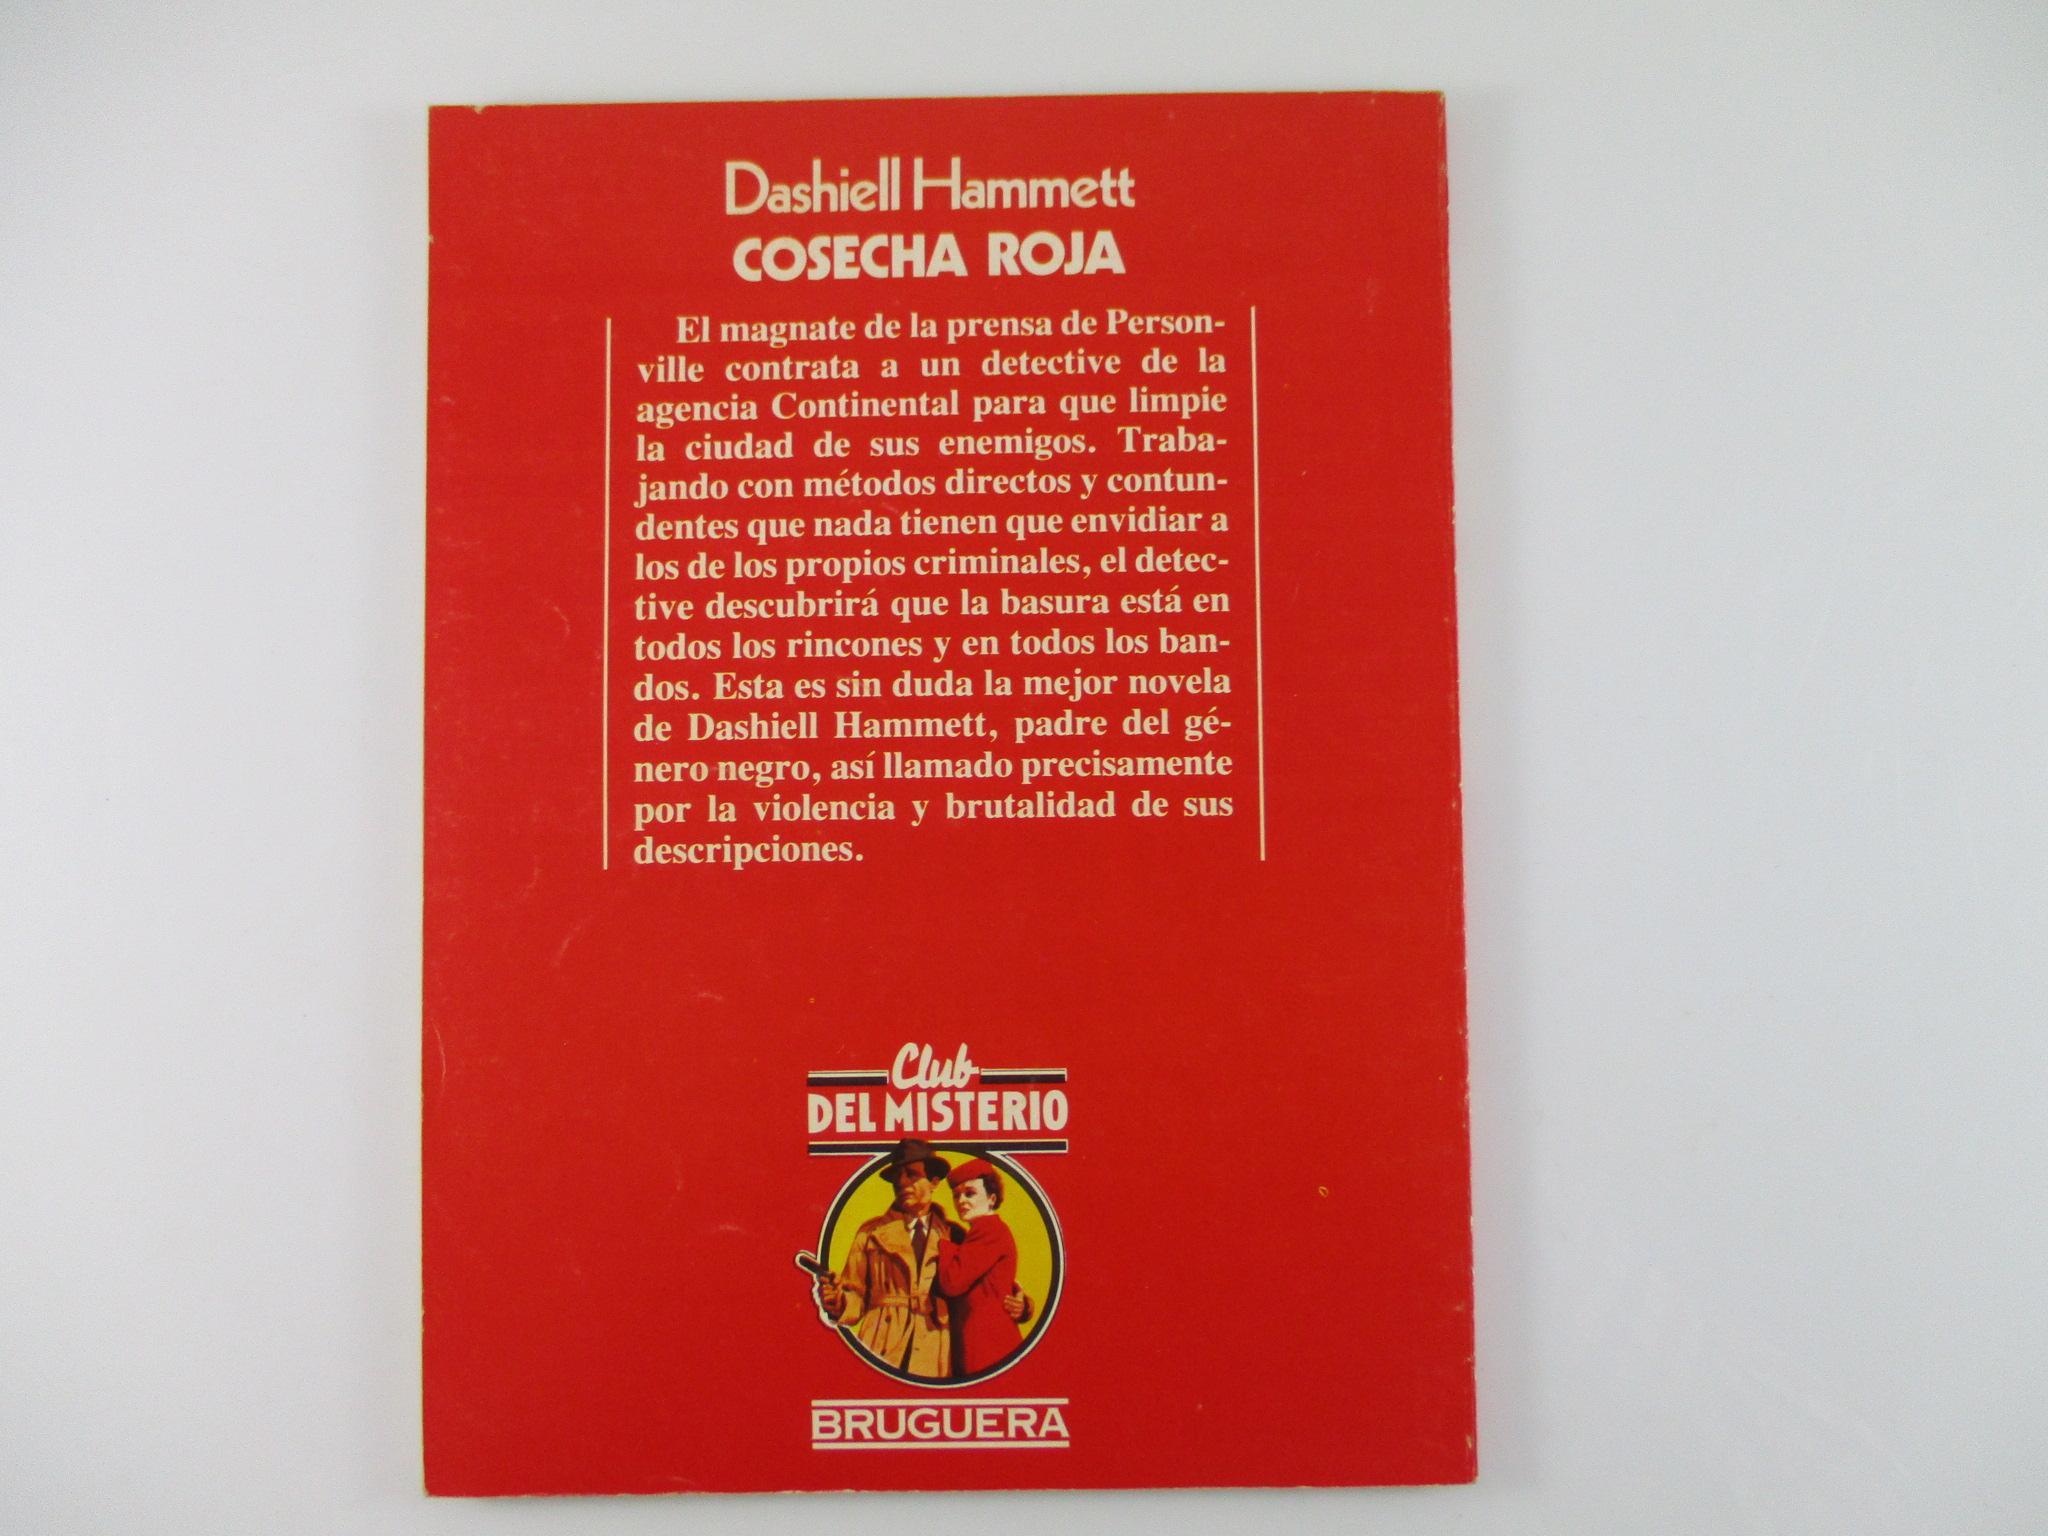 Dashiell Hammett
COSECHA ROJA
El magnate de la prensa de Person-
ville contrata a un detective de la
agencia Continental para que limpie
la ciudad de sus enemigos. Traba-
jando con métodos directos y contun-
dentes que nada tienen que envidiar a
los de los propios criminales, el detec-
tive descubrirá que la basura está en
todos los rincones y en todos los ban-
dos. Esta es sin duda la mejor novela
de Dashiell Hammett, padre del gé-
nero negro, así llamado precisamente
por la violencia y brutalidad de sus
descripciones.
Club
DEL MISTERIO
BRUGUERA